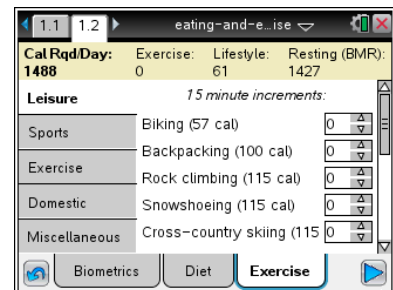 1.1 1.2 eating-and-e…ise
Cal Rqd/Day: Exercise: Lifestyle: Resting (BMR):
1488 0 61 1427
Leisure 15 minute increments:
Sports Biking (57 cal) 0
Backpacking (100 cal) 0
Exercise Rock climbing (115 cal) 0
Domestic Snowshoeing (115 cal) 0
Miscellaneous Cross-country skiing (115 0
Biometrics Diet Exercise